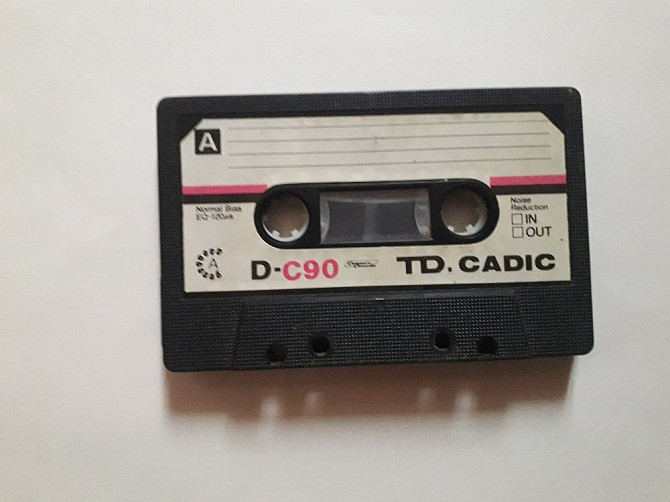 A
Normal Bias
EQ-120µs
Noise
Reduction
IN
OUT
A
D-C90
TD. CADIC